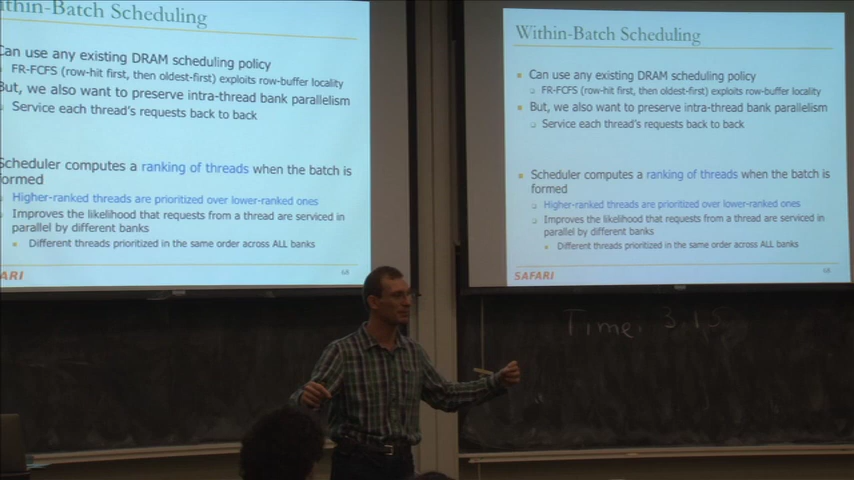 ithin-Batch Scheduling
Can use any existing DRAM scheduling policy
FR-FCFS (row-hit first, then oldest-first) exploits row-buffer locality
But, we also want to preserve intra-thread bank parallelism
Service each thread's requests back to back
Scheduler computes a ranking of threads when the batch is
formed
Higher-ranked threads are prioritized over lower-ranked ones
Improves the likelihood that requests from a thread are serviced in
parallel by different banks
Different threads prioritized in the same order across ALL banks
ARI
68
Within-Batch Scheduling
Can use any existing DRAM scheduling policy
FR-FCFS (row-hit first, then oldest-first) exploits row-buffer locality
But, we also want to preserve intra-thread bank parallelism
Service each thread's requests back to back
Scheduler computes a ranking of threads when the batch is
formed
Higher-ranked threads are prioritized over lower-ranked ones
Improves the likelihood that requests from a thread are serviced in
parallel by different banks
Different threads prioritized in the same order across ALL banks
SAFARI
68
Time: 3.15